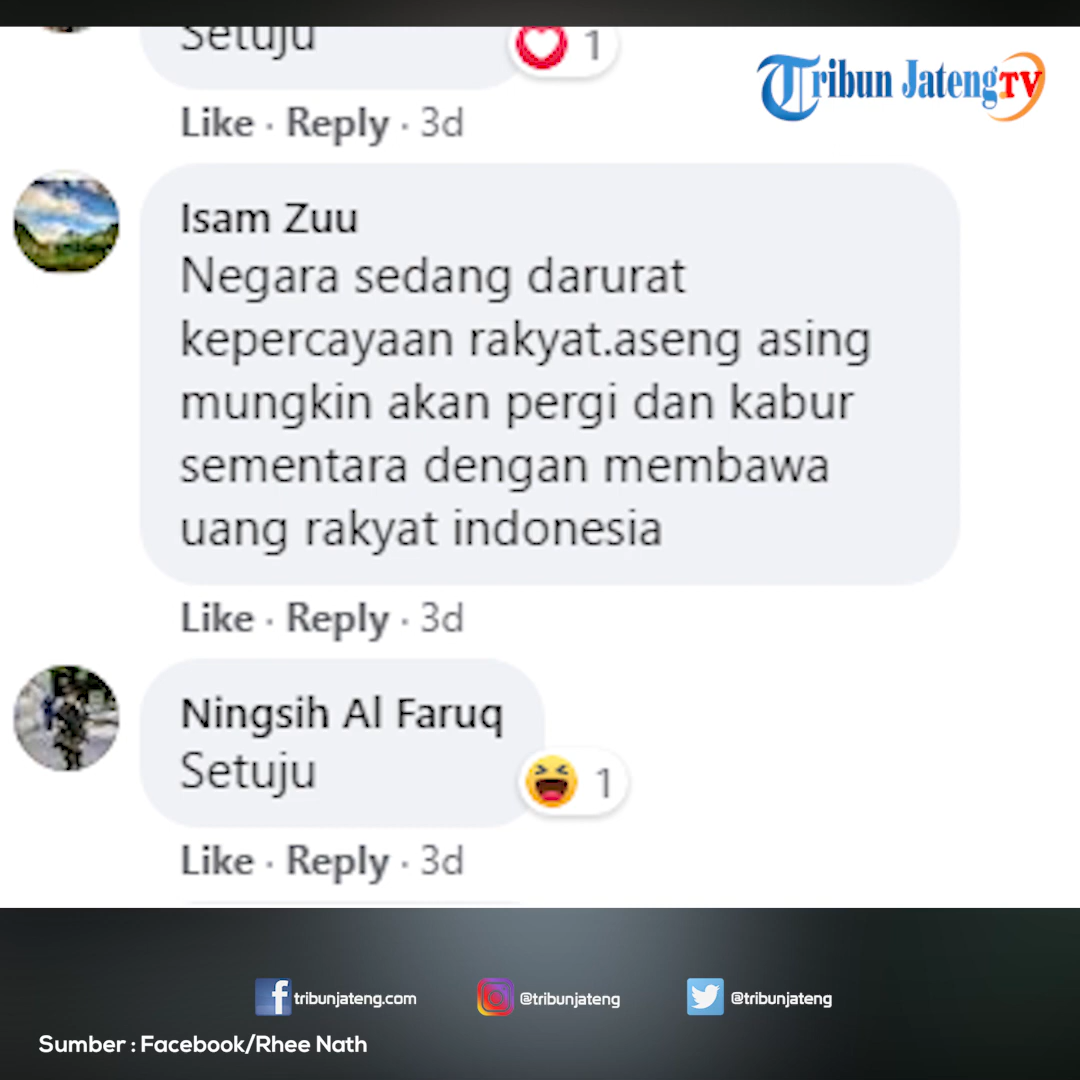 Setuju
1
Tribun Jateng TV
Like · Reply · 3d
Isam Zuu
Negara sedang darurat
kepercayaan rakyat.aseng asing
mungkin akan pergi dan kabur
sementara dengan membawa
uang rakyat indonesia
Like · Reply · 3d
Ningsih Al Faruq
Setuju
1
Like · Reply · 3d
tribunjateng.com
@tribunjateng
@tribunjateng
Sumber : Facebook/Rhee Nath